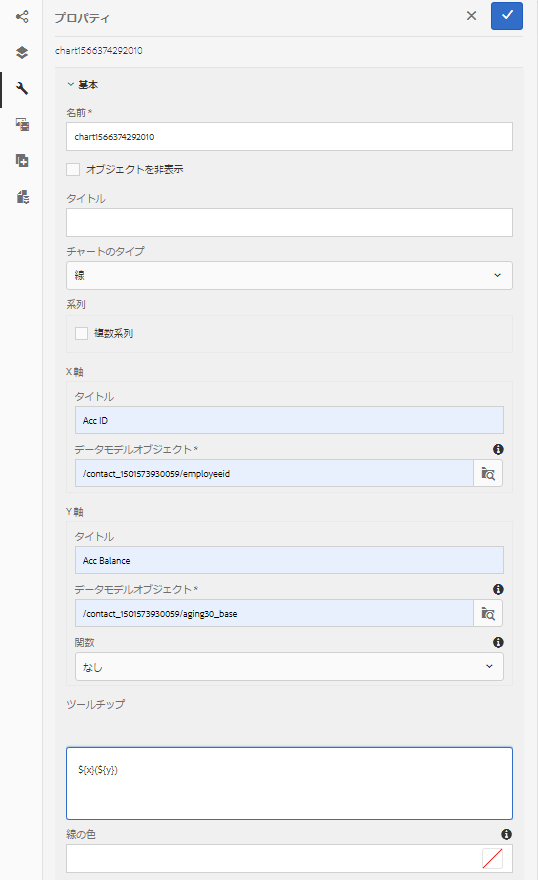 プロパティ
chart1566374292010
基本
名前*
chart1566374292010
オブジェクトを非表示
タイトル
チャートのタイプ
線
系列
複数系列
X 軸
タイトル
Acc ID
データモデルオブジェクト*
/contact_1501573930059/employeeid
Y 軸
タイトル
Acc Balance
データモデルオブジェクト*
/contact_1501573930059/aging30_base
関数
なし
ツールチップ
${x}(${y})
線の色